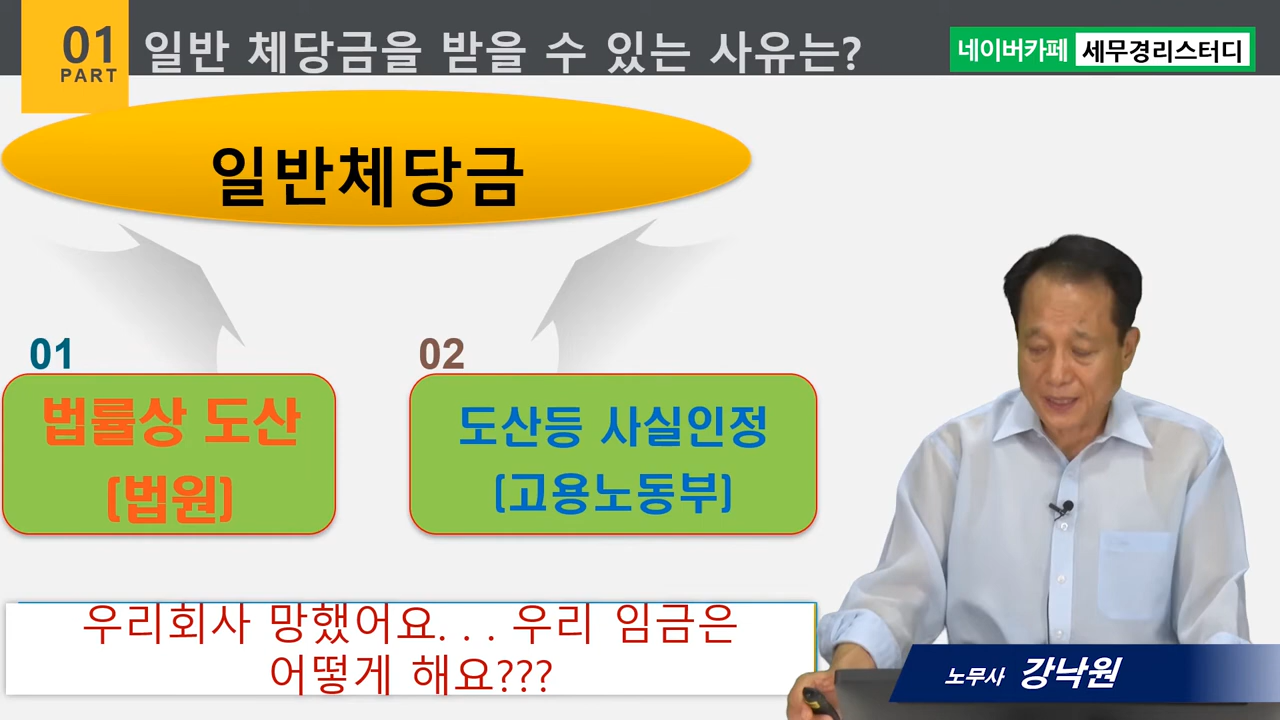 01
PART
일반 체당금을 받을 수 있는 사유는?
네이버카페 세무경리스터디
일반체당금
01
법률상 도산
(법원)
02
도산등 사실인정
(고용노동부)
우리회사 망했어요. . . 우리 임금은
어떻게 해요???
노무사 강낙원